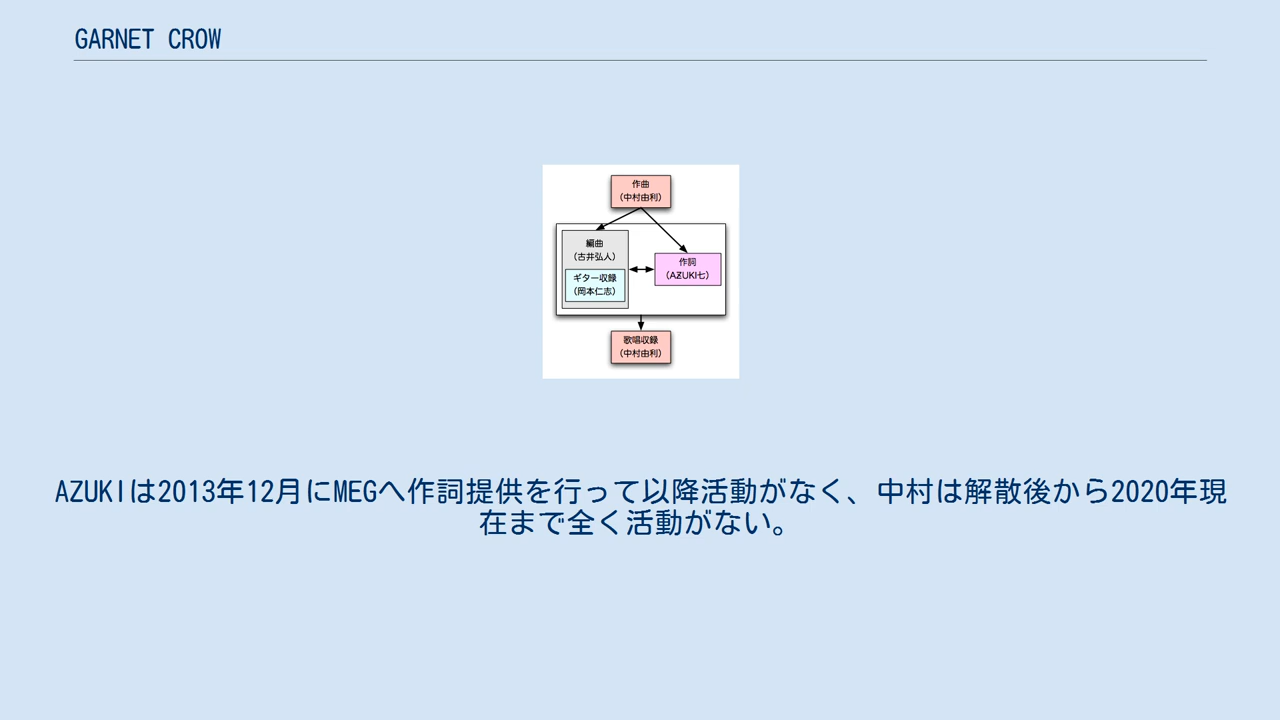 GARNET CROW
作曲
（中村由利）
編曲
（古井弘人）
ギター収録
（岡本仁志）
作詞
（AZUKI七）
歌唱収録
（中村由利）
AZUKIは2013年12月にMEGへ作詞提供を行って以降活動がなく、中村は解散後から2020年現
在まで全く活動がない。